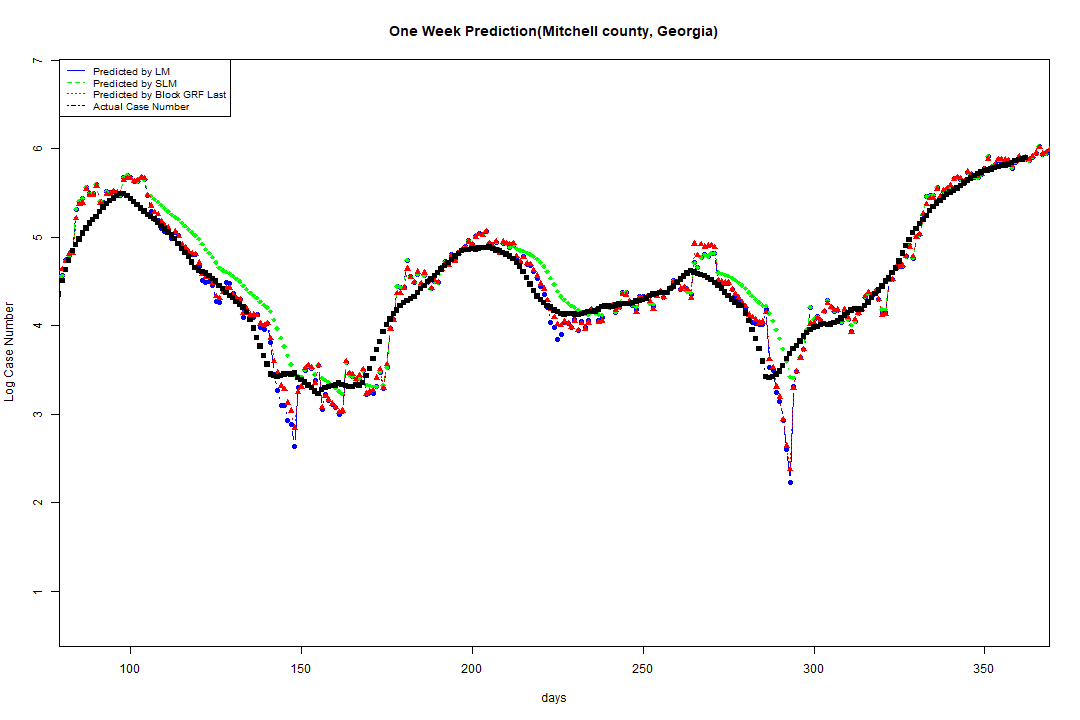 One Week Prediction(Mitchell county, Georgia)
Predicted by LM
Predicted by SLM
Predicted by Block GRF Last
Actual Case Number
7
6
5
4
3
2
1
Log Case Number
100 150 200 250 300 350
days